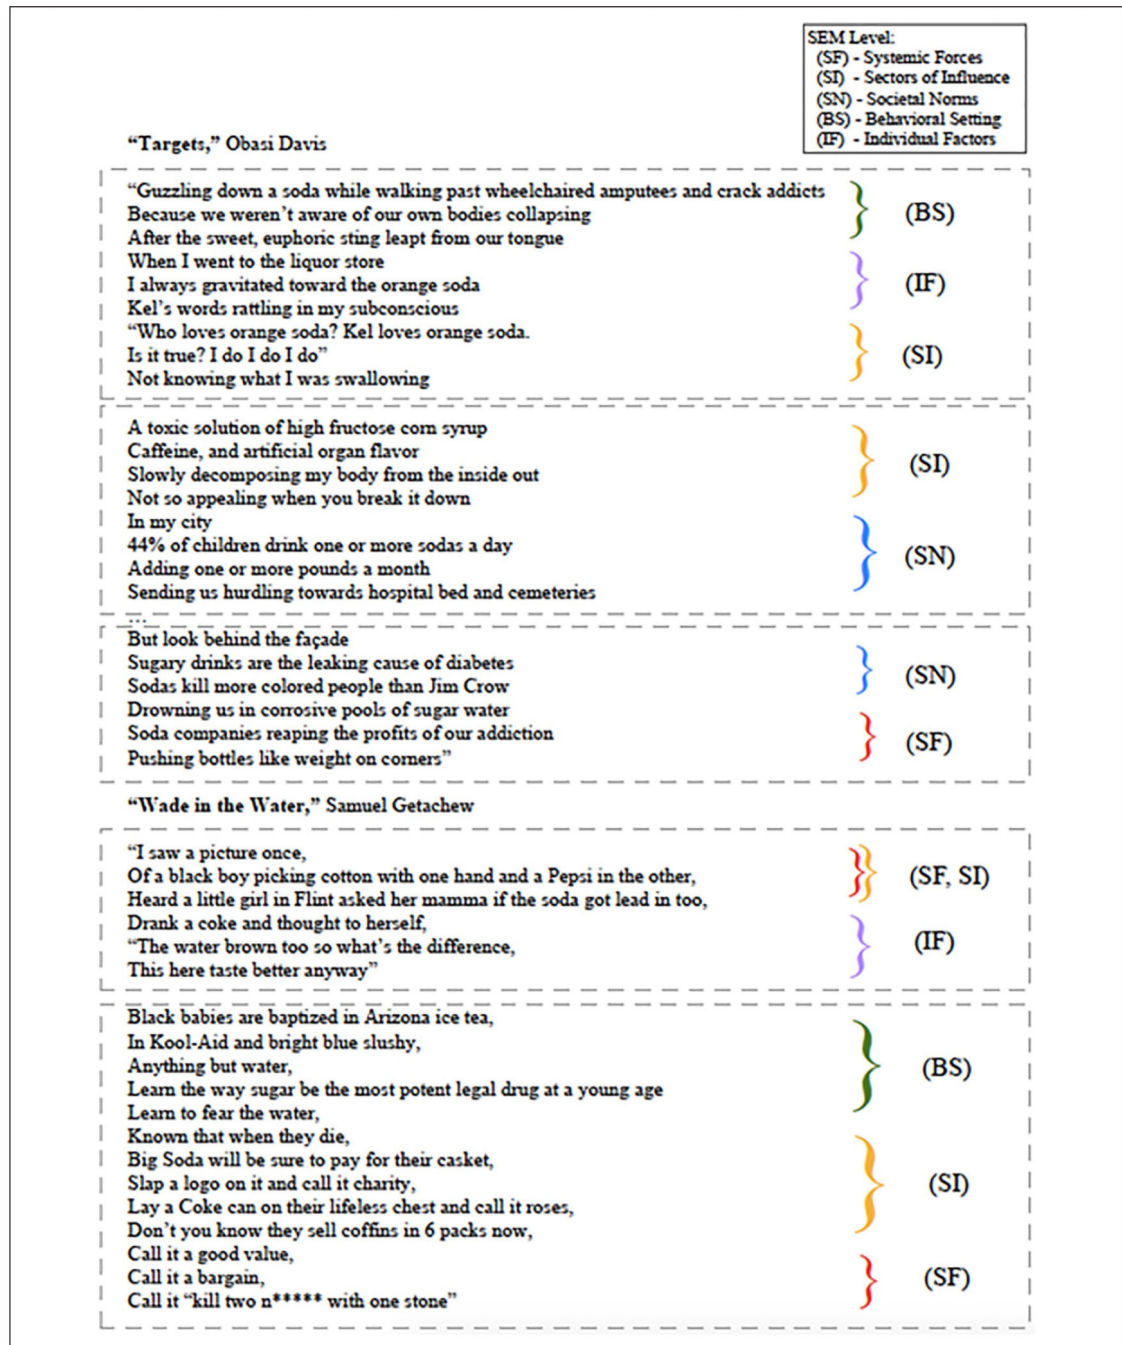 SEM Level:
(SF) - Systemic Forces
(SI) - Sectors of Influence
(SN) - Societal Norms
(BS) - Behavioral Setting
(IF) - Individual Factors
“Targets,” Obasi Davis
“Guzzling down a soda while walking past wheelchaired amputees and crack addicts
Because we weren’t aware of our own bodies collapsing
After the sweet, euphoric sting leapt from our tongue
(BS)
When I went to the liquor store
I always gravitated toward the orange soda
Kel’s words rattling in my subconscious
(IF)
“Who loves orange soda? Kel loves orange soda.
Is it true? I do I do I do”
Not knowing what I was swallowing
(SI)
A toxic solution of high fructose corn syrup
Caffeine, and artificial organ flavor
Slowly decomposing my body from the inside out
Not so appealing when you break it down
(SI)
In my city
44% of children drink one or more sodas a day
Adding one or more pounds a month
Sending us hurdling towards hospital bed and cemeteries
(SN)
...
But look behind the façade
Sugary drinks are the leaking cause of diabetes
Sodas kill more colored people than Jim Crow
(SN)
Drowning us in corrosive pools of sugar water
Soda companies reaping the profits of our addiction
Pushing bottles like weight on corners”
(SF)
“Wade in the Water,” Samuel Getachew
“I saw a picture once,
Of a black boy picking cotton with one hand and a Pepsi in the other,
Heard a little girl in Flint asked her mamma if the soda got lead in too,
(SF, SI)
Drank a coke and thought to herself,
“The water brown too so what’s the difference,
This here taste better anyway”
(IF)
Black babies are baptized in Arizona ice tea,
In Kool-Aid and bright blue slushy,
Anything but water,
Learn the way sugar be the most potent legal drug at a young age
Learn to fear the water,
(BS)
Known that when they die,
Big Soda will be sure to pay for their casket,
Slap a logo on it and call it charity,
Lay a Coke can on their lifeless chest and call it roses,
Don’t you know they sell coffins in 6 packs now,
(SI)
Call it a good value,
Call it a bargain,
Call it “kill two n***** with one stone”
(SF)